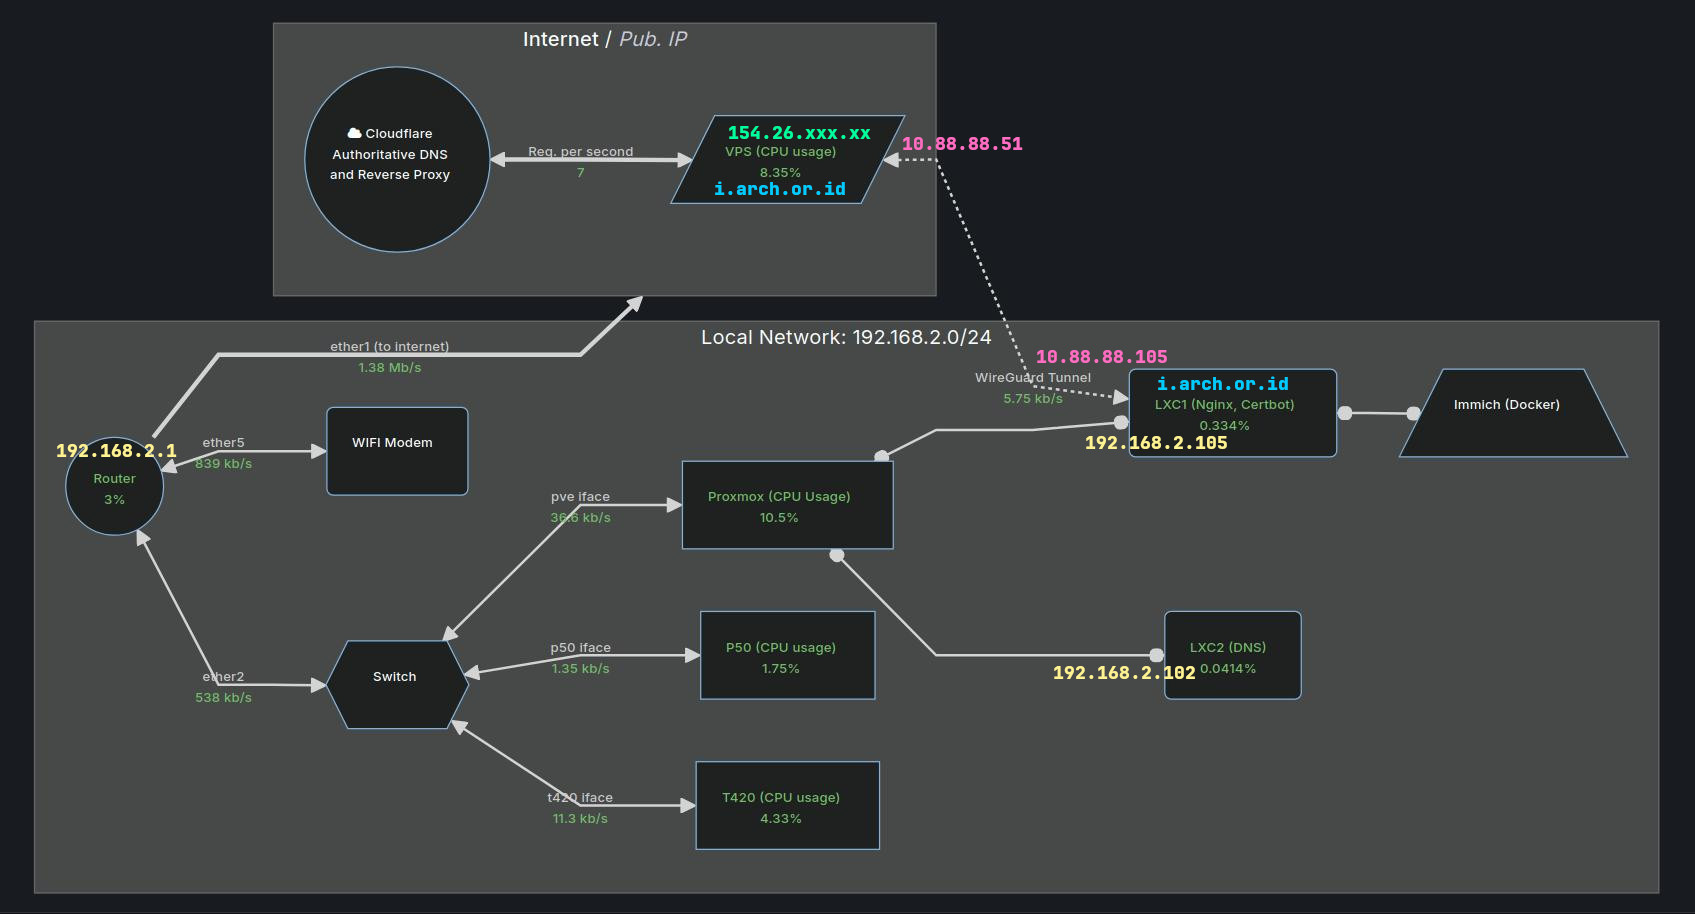 Internet / Pub. IP
Cloudflare
Authoritative DNS
and Reverse Proxy
Req. per second
7
154.26.xxx.xx
VPS (CPU usage)
8.35%
i.arch.or.id
10.88.88.51
Local Network: 192.168.2.0/24
ether1 (to internet)
1.38 Mb/s
10.88.88.105
WireGuard Tunnel
5.75 kb/s
i.arch.or.id
LXC1 (Nginx, Certbot)
0.334%
192.168.2.105
Immich (Docker)
192.168.2.1
Router
3%
ether5
839 kb/s
WIFI Modem
pve iface
36.6 kb/s
Proxmox (CPU Usage)
10.5%
ether2
538 kb/s
Switch
p50 iface
1.35 kb/s
P50 (CPU usage)
1.75%
LXC2 (DNS)
0.0414%
192.168.2.102
t420 iface
11.3 kb/s
T420 (CPU usage)
4.33%